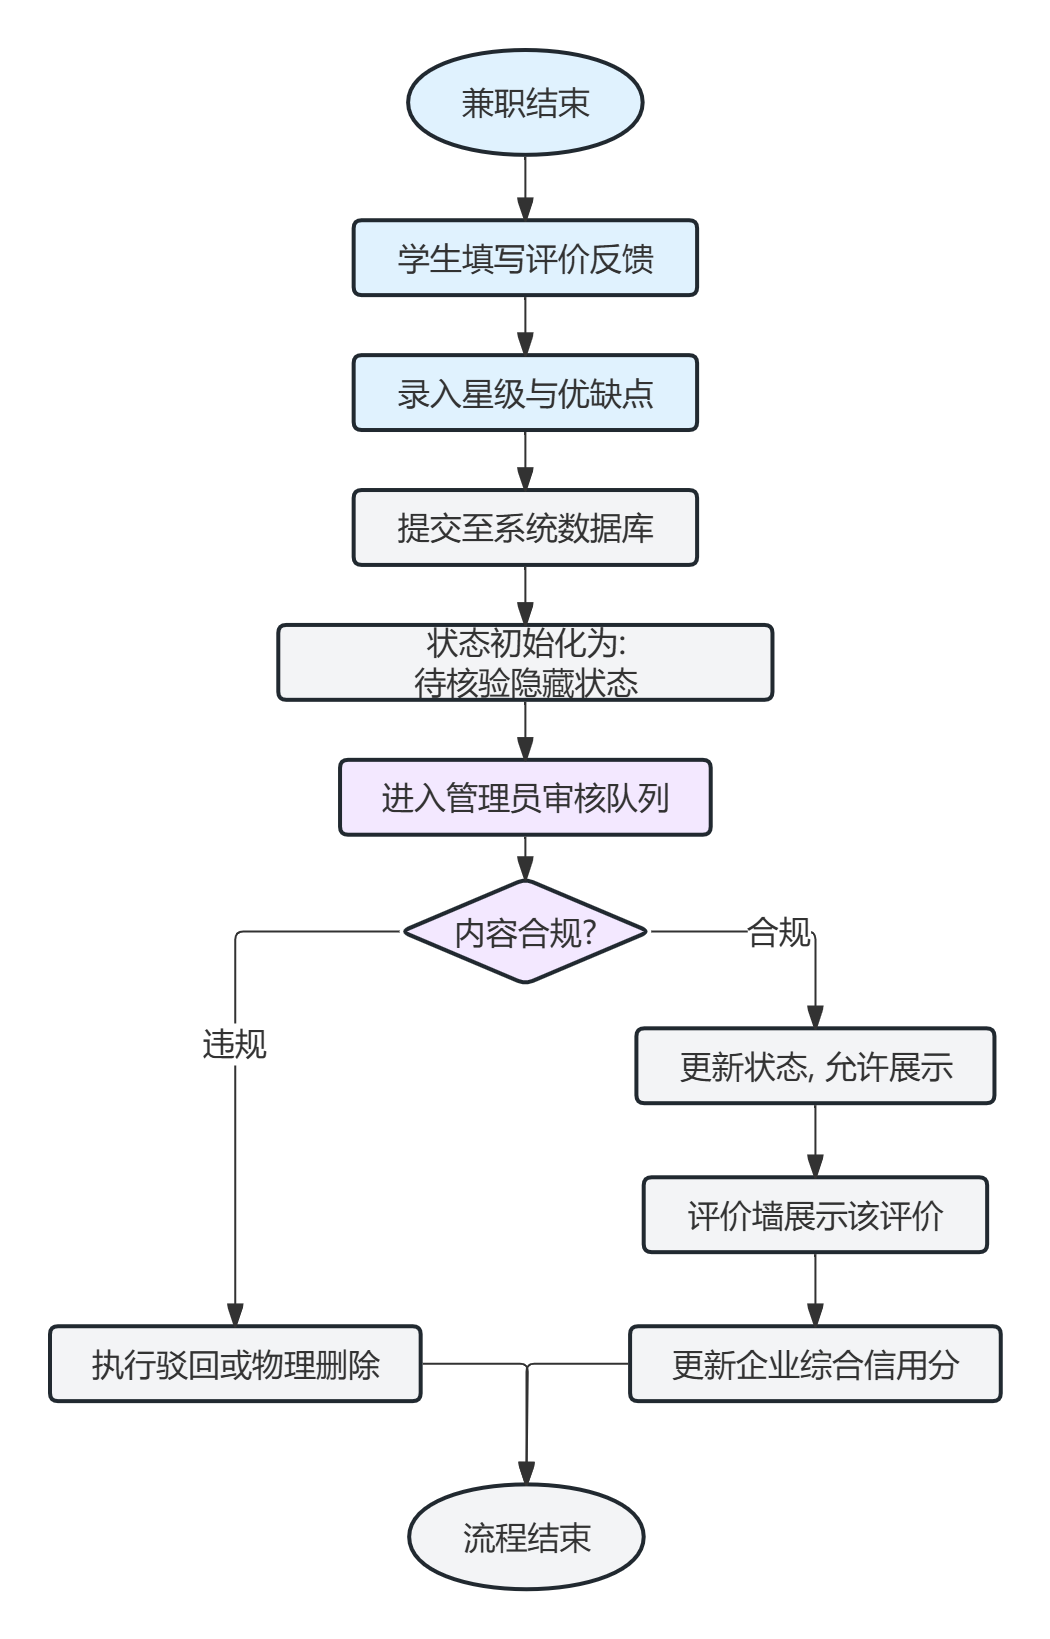 兼职结束
学生填写评价反馈
录入星级与优缺点
提交至系统数据库
状态初始化为:
待核验隐藏状态
进入管理员审核队列
内容合规?
合规
违规
更新状态, 允许展示
评价墙展示该评价
执行驳回或物理删除
更新企业综合信用分
流程结束